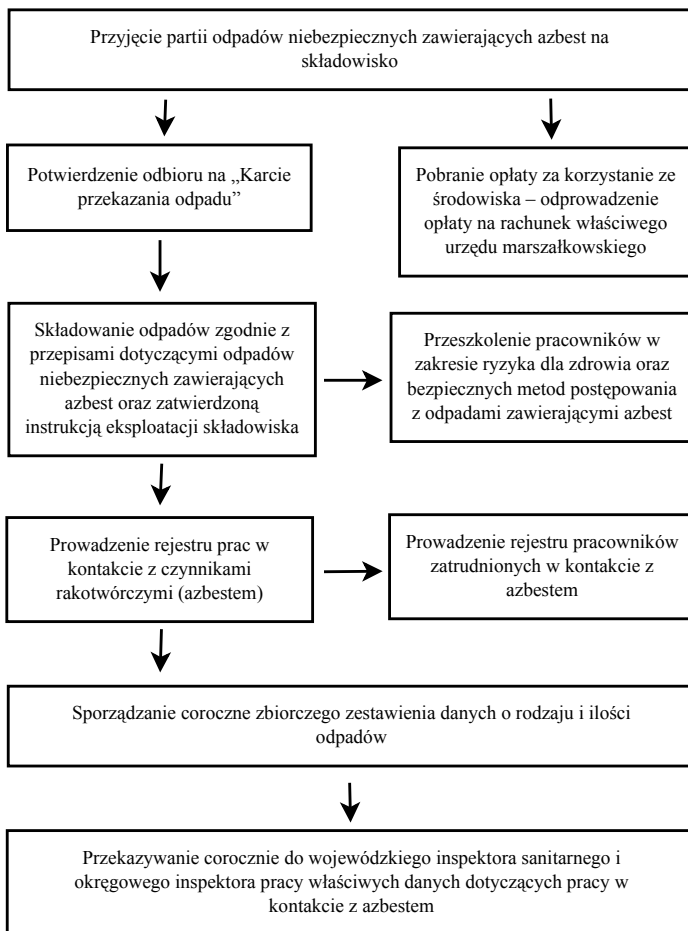 Przyjęcie partii odpadów niebezpiecznych zawierających azbest na
składowisko
Potwierdzenie odbioru na „Karcie
przekazania odpadu”
Pobranie opłaty za korzystanie ze
środowiska – odprowadzenie
opłaty na rachunek właściwego
urzędu marszałkowskiego
Składowanie odpadów zgodnie z
przepisami dotyczącymi odpadów
niebezpiecznych zawierających
azbest oraz zatwierdzoną
instrukcją eksploatacji składowiska
Przeszkolenie pracowników w
zakresie ryzyka dla zdrowia oraz
bezpiecznych metod postępowania
z odpadami zawierającymi azbest
Prowadzenie rejestru prac w
kontakcie z czynnikami
rakotwórczymi (azbestem)
Prowadzenie rejestru pracowników
zatrudnionych w kontakcie z
azbestem
Sporządzanie coroczne zbiorczego zestawienia danych o rodzaju i ilości
odpadów
Przekazywanie corocznie do wojewódzkiego inspektora sanitarnego i
okręgowego inspektora pracy właściwych danych dotyczących pracy w
kontakcie z azbestem